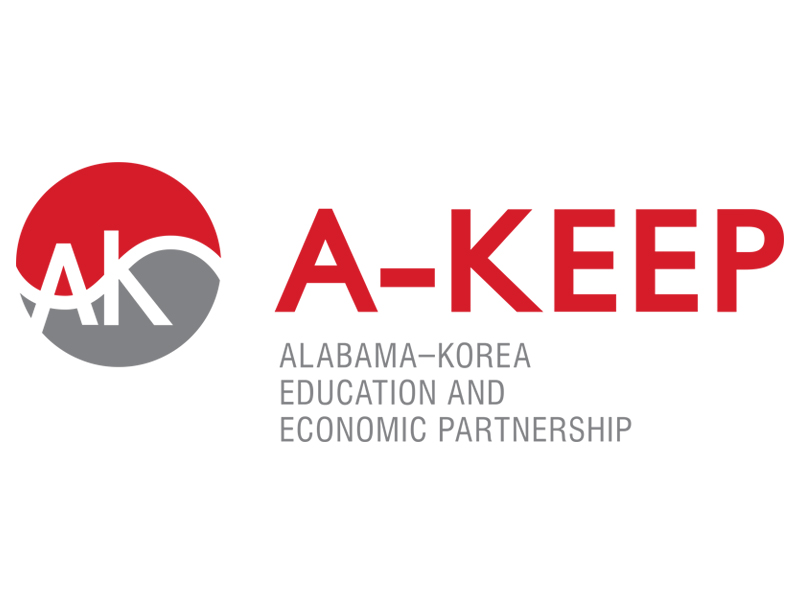 AK
A-KEEP
ALABAMA–KOREA
EDUCATION AND
ECONOMIC PARTNERSHIP